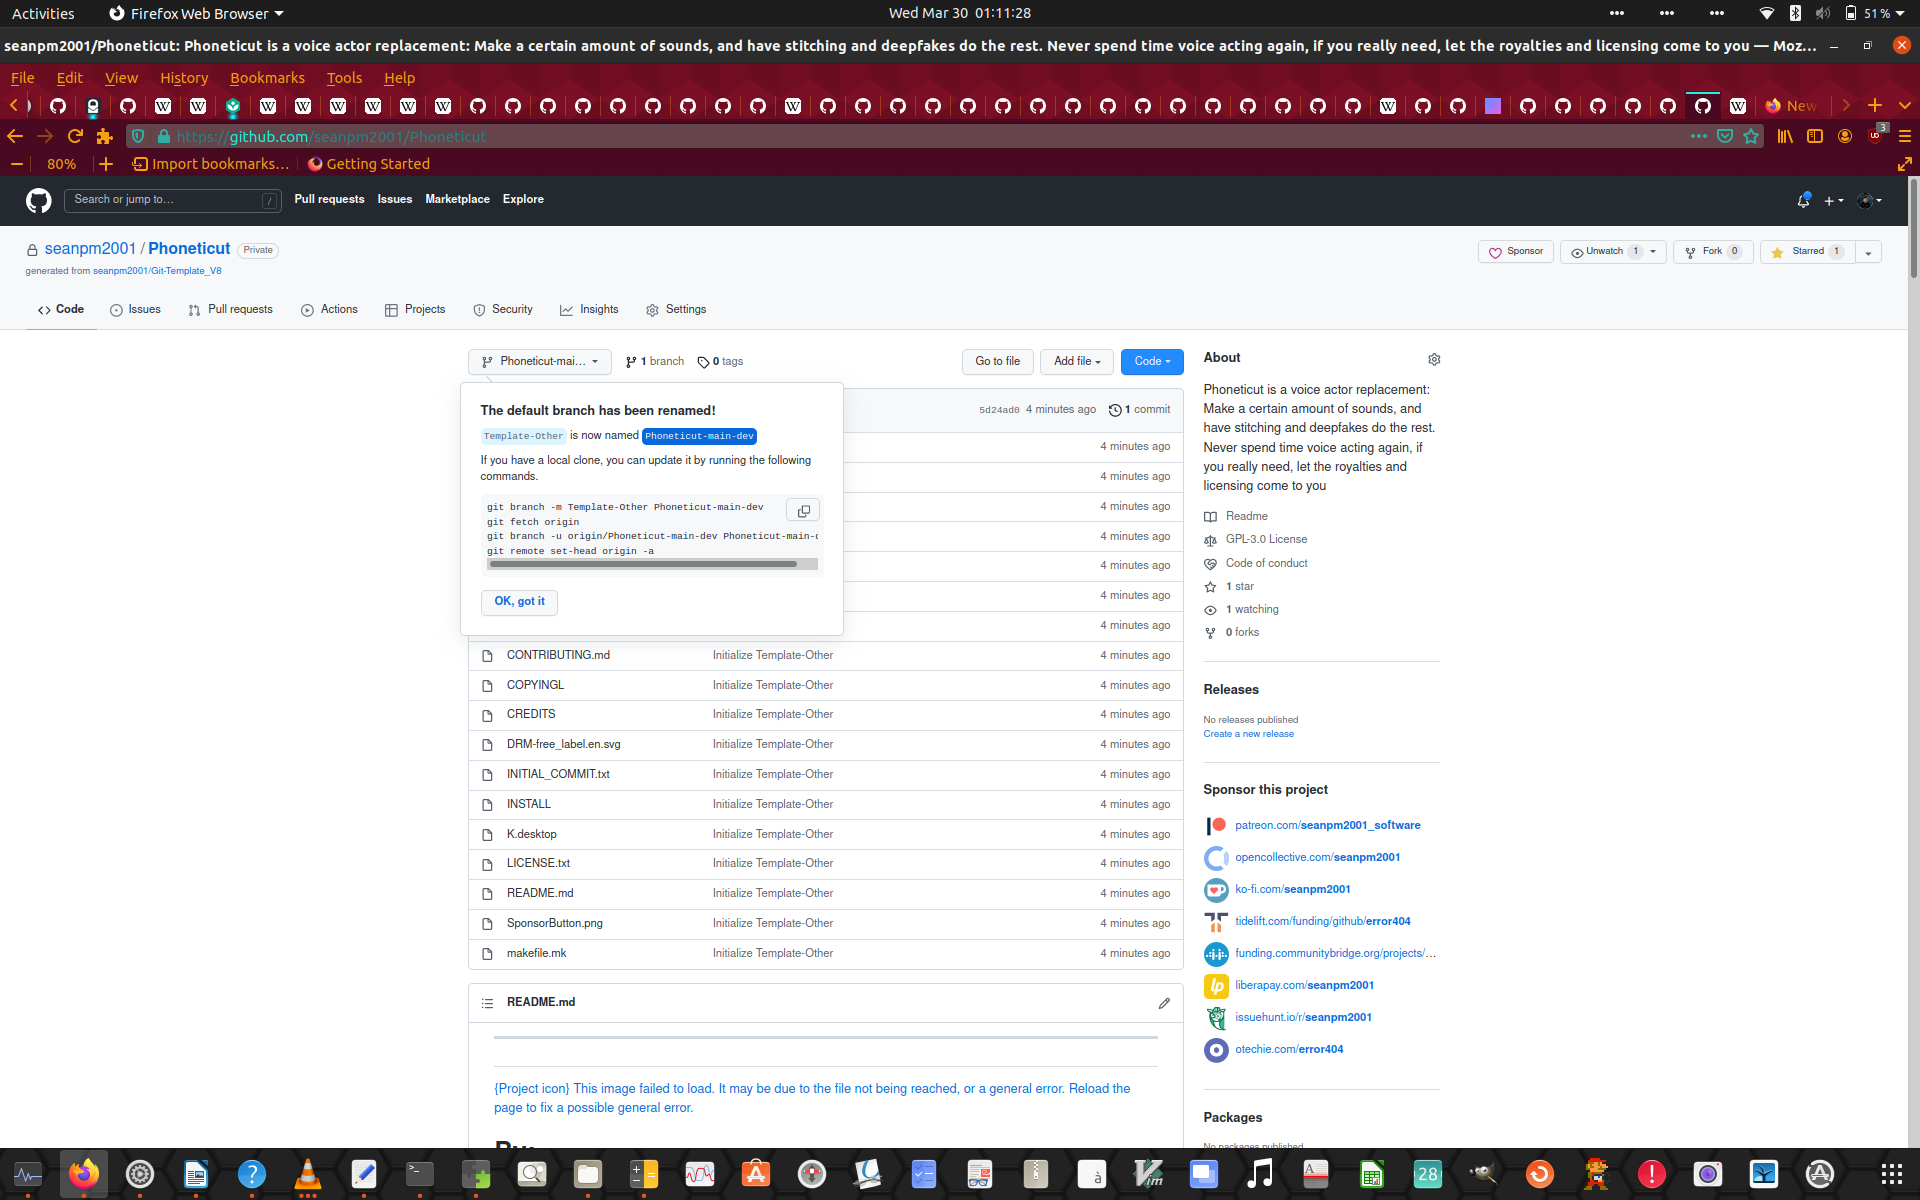 Activities
Firefox Web Browser
Wed Mar 30 01:11:28
51 %
seanpm2001/Phoneticut: Phoneticut is a voice actor replacement: Make a certain amount of sounds, and have stitching and deepfakes do the rest. Never spend time voice acting again, if you really need, let the royalties and licensing come to you — Moz…
File Edit View History Bookmarks Tools Help
New
https://github.com/seanpm2001/Phoneticut
3
80%
Import bookmarks…
Getting Started
Search or jump to…
/
Pull requests Issues Marketplace Explore
seanpm2001 / Phoneticut Private
generated from seanpm2001/Git-Template_V8
Sponsor
Unwatch 1
Fork 0
Starred 1
Code
Issues
Pull requests
Actions
Projects
Security
Insights
Settings
Phoneticut-mai…
1 branch
0 tags
Go to file
Add file
Code
The default branch has been renamed!
Template-Other is now named Phoneticut-main-dev
If you have a local clone, you can update it by running the following
commands.
git branch -m Template-Other Phoneticut-main-dev
git fetch origin
git branch -u origin/Phoneticut-main-dev Phoneticut-main-d
git remote set-head origin -a
OK, got it
5d24ad0 4 minutes ago
1 commit
4 minutes ago
4 minutes ago
4 minutes ago
4 minutes ago
4 minutes ago
4 minutes ago
4 minutes ago
CONTRIBUTING.md Initialize Template-Other 4 minutes ago
COPYINGL Initialize Template-Other 4 minutes ago
CREDITS Initialize Template-Other 4 minutes ago
DRM-free_label.en.svg Initialize Template-Other 4 minutes ago
INITIAL_COMMIT.txt Initialize Template-Other 4 minutes ago
INSTALL Initialize Template-Other 4 minutes ago
K.desktop Initialize Template-Other 4 minutes ago
LICENSE.txt Initialize Template-Other 4 minutes ago
README.md Initialize Template-Other 4 minutes ago
SponsorButton.png Initialize Template-Other 4 minutes ago
makefile.mk Initialize Template-Other 4 minutes ago
README.md
{Project icon} This image failed to load. It may be due to the file not being reached, or a general error. Reload the
page to fix a possible general error.
By:
About
Phoneticut is a voice actor replacement:
Make a certain amount of sounds, and
have stitching and deepfakes do the rest.
Never spend time voice acting again, if
you really need, let the royalties and
licensing come to you
Readme
GPL-3.0 License
Code of conduct
1 star
1 watching
0 forks
Releases
No releases published
Create a new release
Sponsor this project
patreon.com/seanpm2001_software
opencollective.com/seanpm2001
ko-fi.com/seanpm2001
tidelift.com/funding/github/error404
funding.communitybridge.org/projects/…
liberapay.com/seanpm2001
issuehunt.io/r/seanpm2001
otechie.com/error404
Packages
No packages published
28